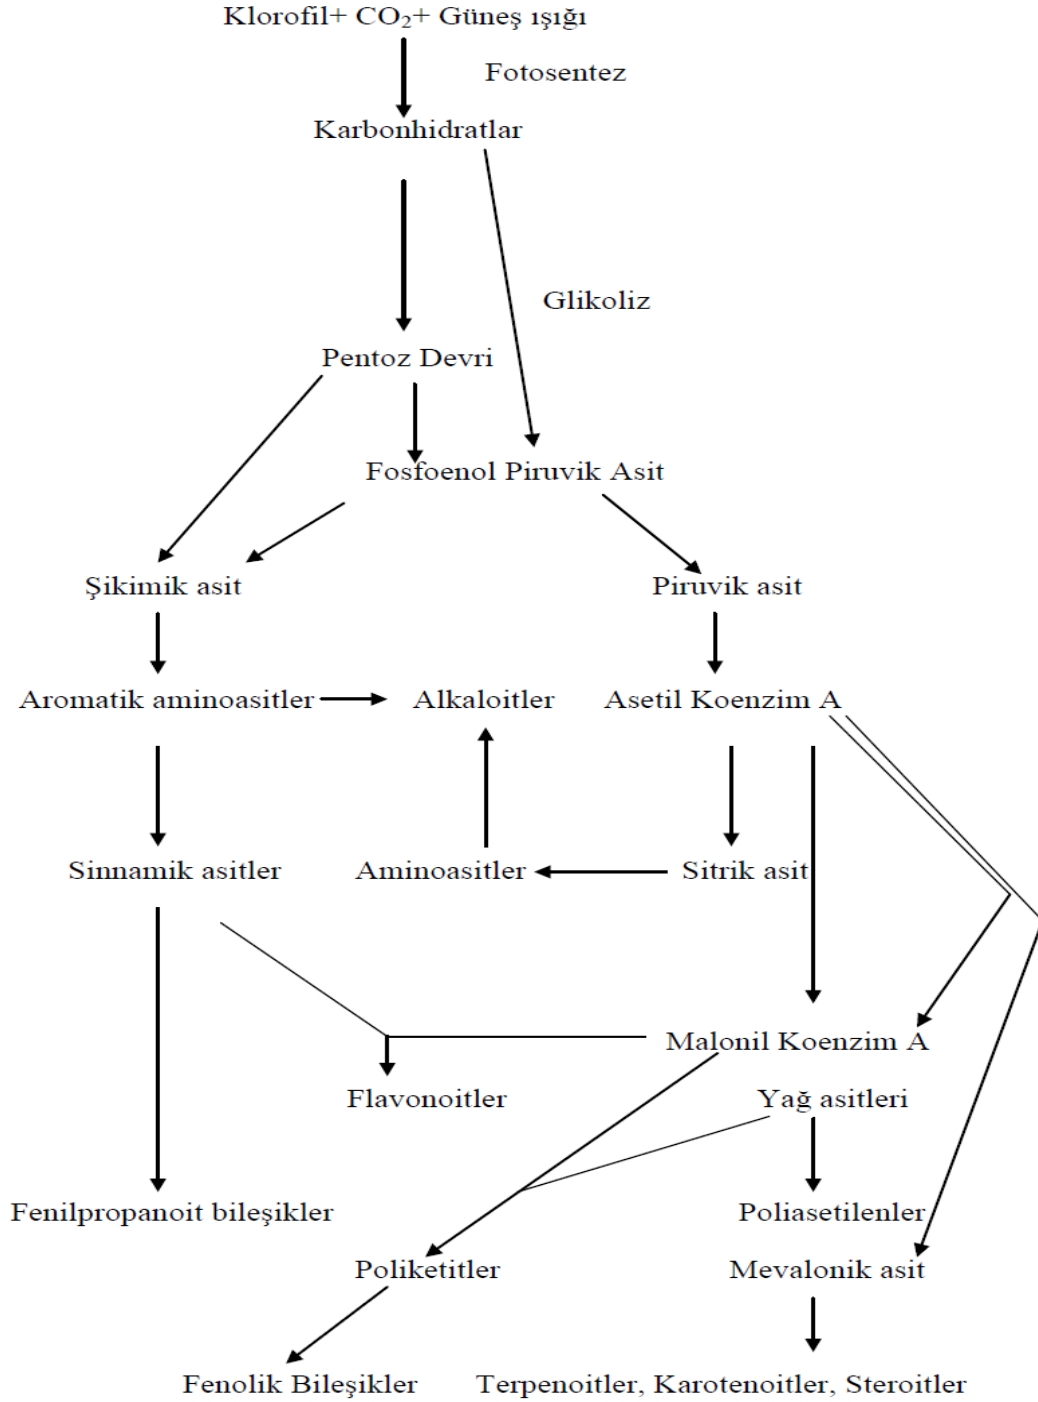 Klorofil+ CO₂+ Güneş ışığı
Fotosentez
Karbonhidratlar
Glikoliz
Pentoz Devri
Fosfoenol Piruvik Asit
Şikimik asit
Piruvik asit
Aromatik aminoasitler
Alkaloitler
Asetil Koenzim A
Sinnamik asitler
Aminoasitler
Sitrik asit
Malonil Koenzim A
Flavonoitler
Yağ asitleri
Fenilpropanoit bileşikler
Poliasetilenler
Poliketitler
Mevalonik asit
Fenolik Bileşikler
Terpenoitler, Karotenoitler, Steroitler